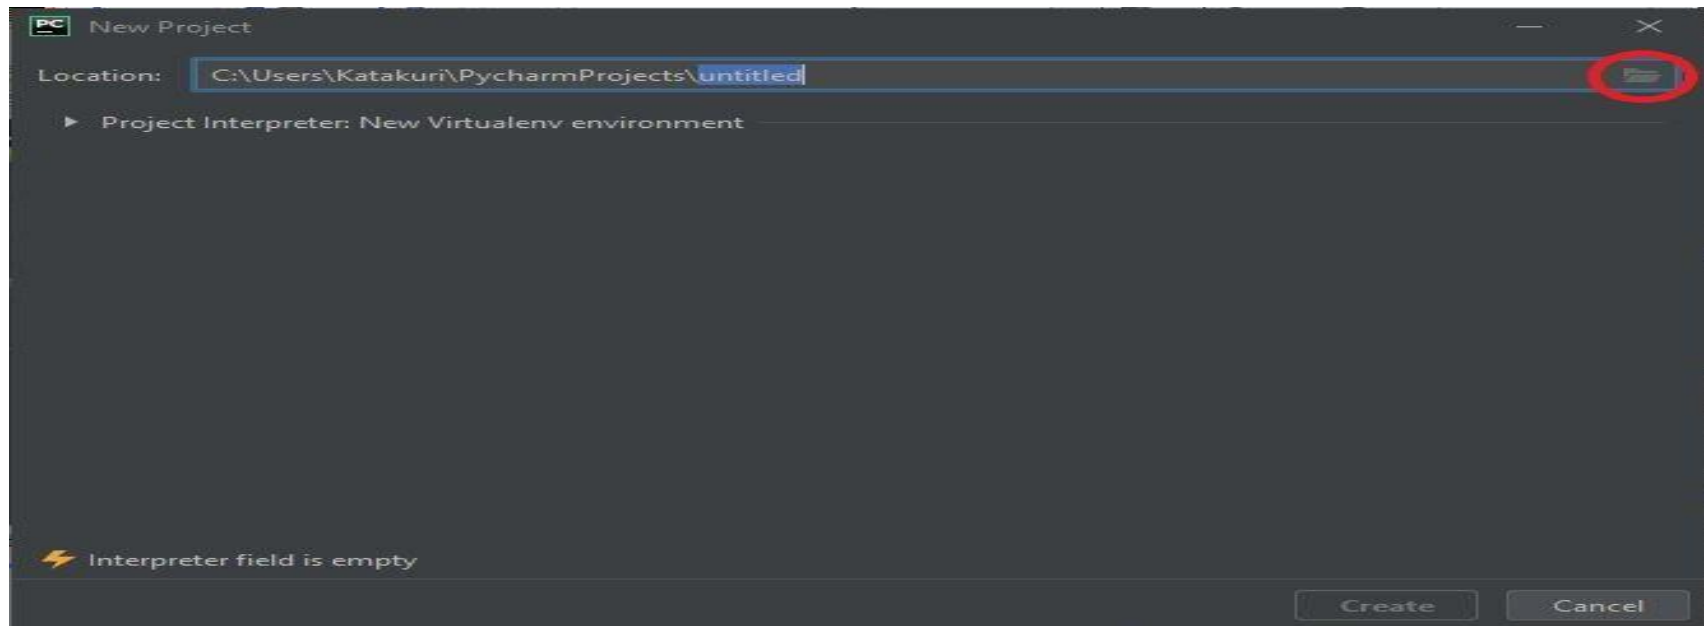 PC New Project
Location: C:\Users\Katakuri\PycharmProjects\untitled
Project Interpreter: New Virtualenv environment
Interpreter field is empty
Create Cancel